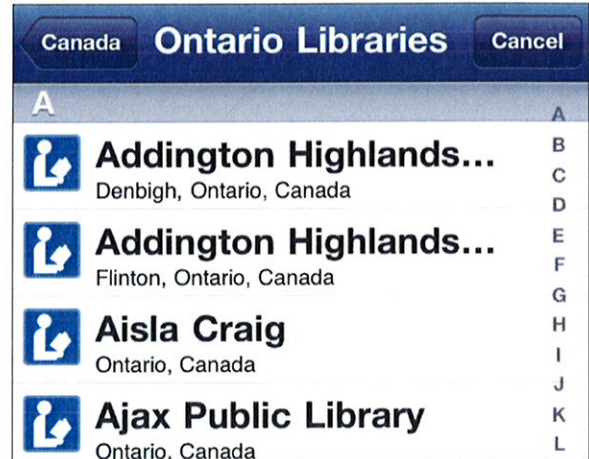 Canada Ontario Libraries Cancel
A
Addington Highlands...
Denbigh, Ontario, Canada
Addington Highlands...
Flinton, Ontario, Canada
Aisla Craig
Ontario, Canada
Ajax Public Library
Ontario, Canada
A
B
C
D
E
F
G
H
I
J
K
L